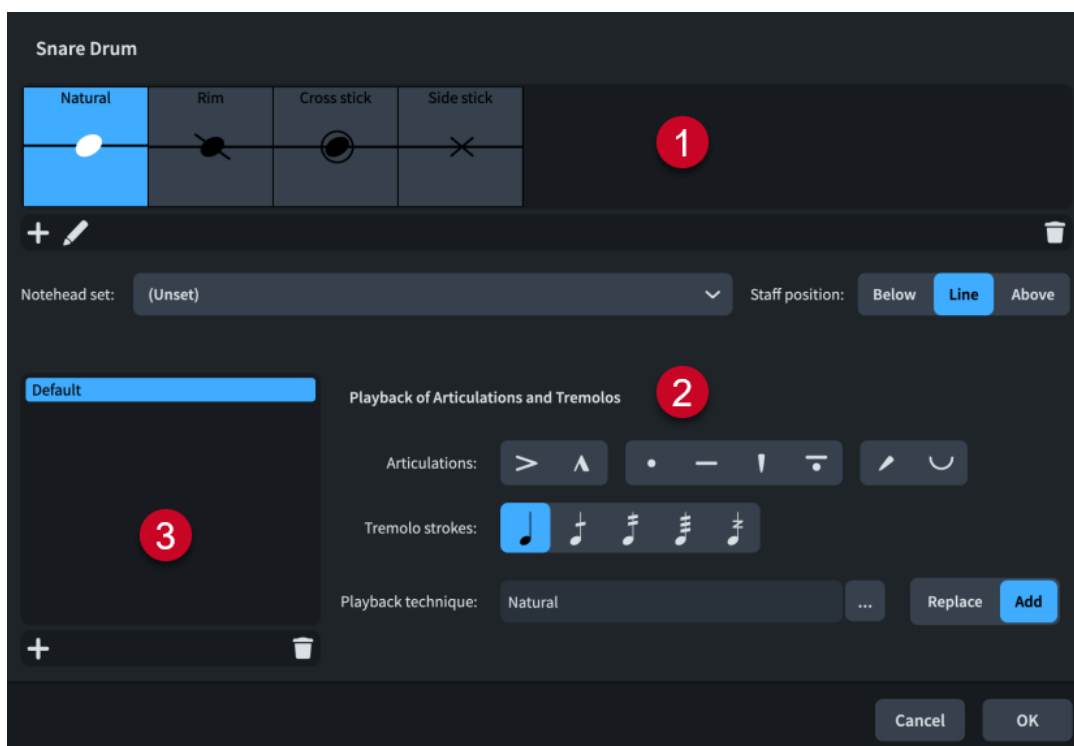 Snare Drum
Natural Rim Cross stick Side stick
1
Notehead set: (Unset) Staff position: Below Line Above
Default
Playback of Articulations and Tremolos 2
Articulations:
3
Tremolo strokes:
Playback technique: Natural ... Replace Add
Cancel OK